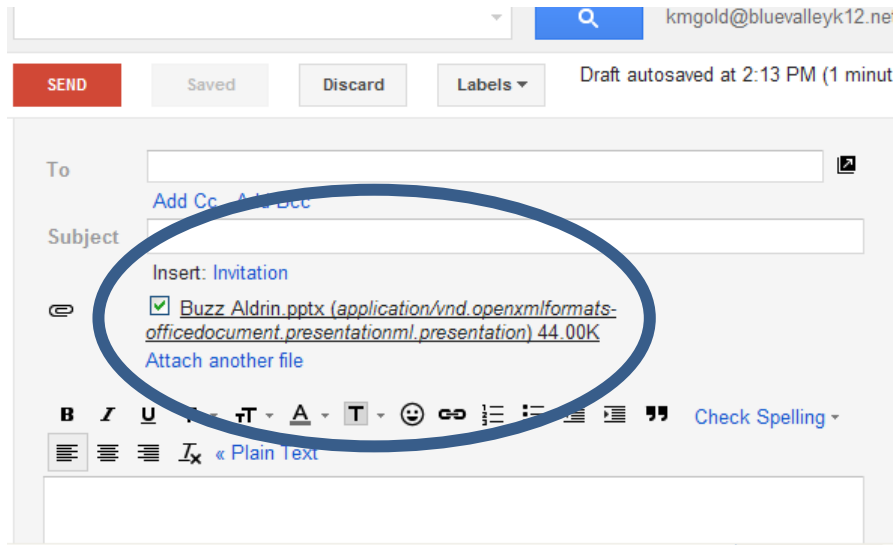 kmgold@bluevalleyk12.net
SEND Saved Discard Labels Draft autosaved at 2:13 PM (1 minut
To
Add Cc Add Bcc
Subject
Insert: Invitation
Buzz Aldrin.pptx (application/vnd.openxmlformats-
officedocument.presentationml.presentation) 44.00K
Attach another file
B I U T A T Check Spelling
« Plain Text